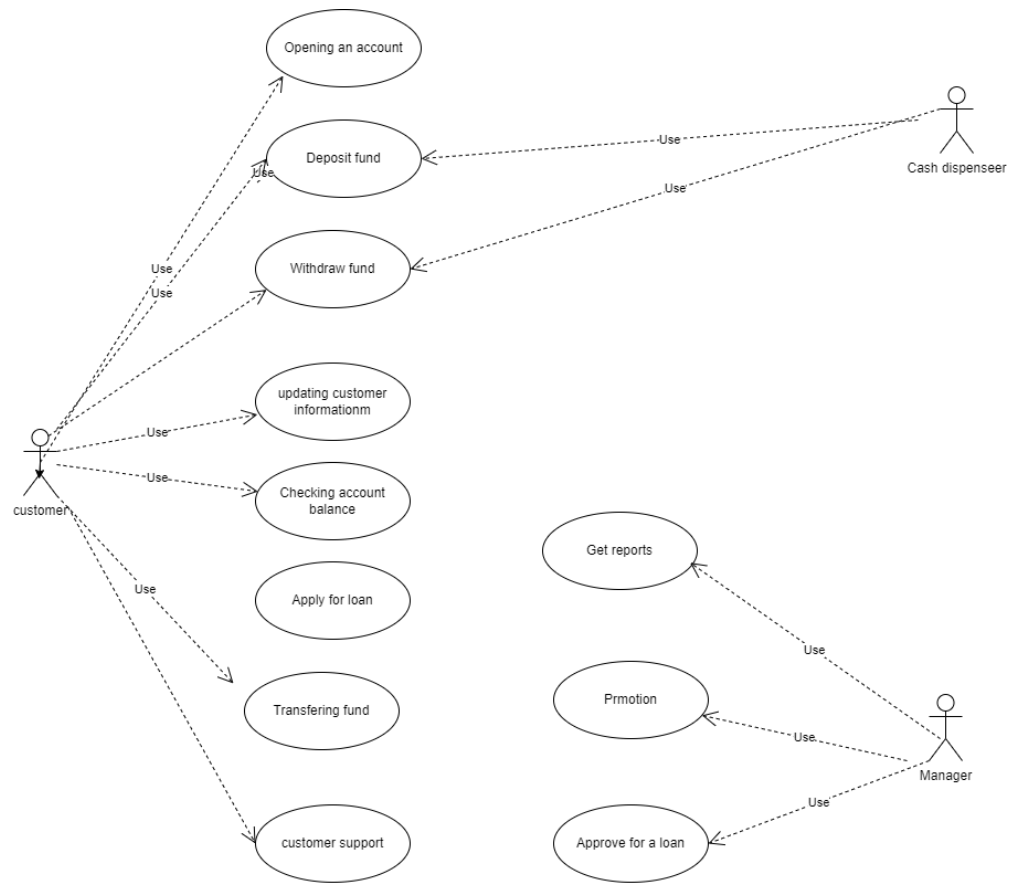 Opening an account
Use
Deposit fund
Cash dispenseer
Use
Use
Use
Withdraw fund
Use
updating customer
informationm
Use
Use
Checking account
balance
customer
Get reports
Use
Apply for loan
Use
Prmotion
Transfering fund
Use
Manager
Use
customer support
Approve for a loan